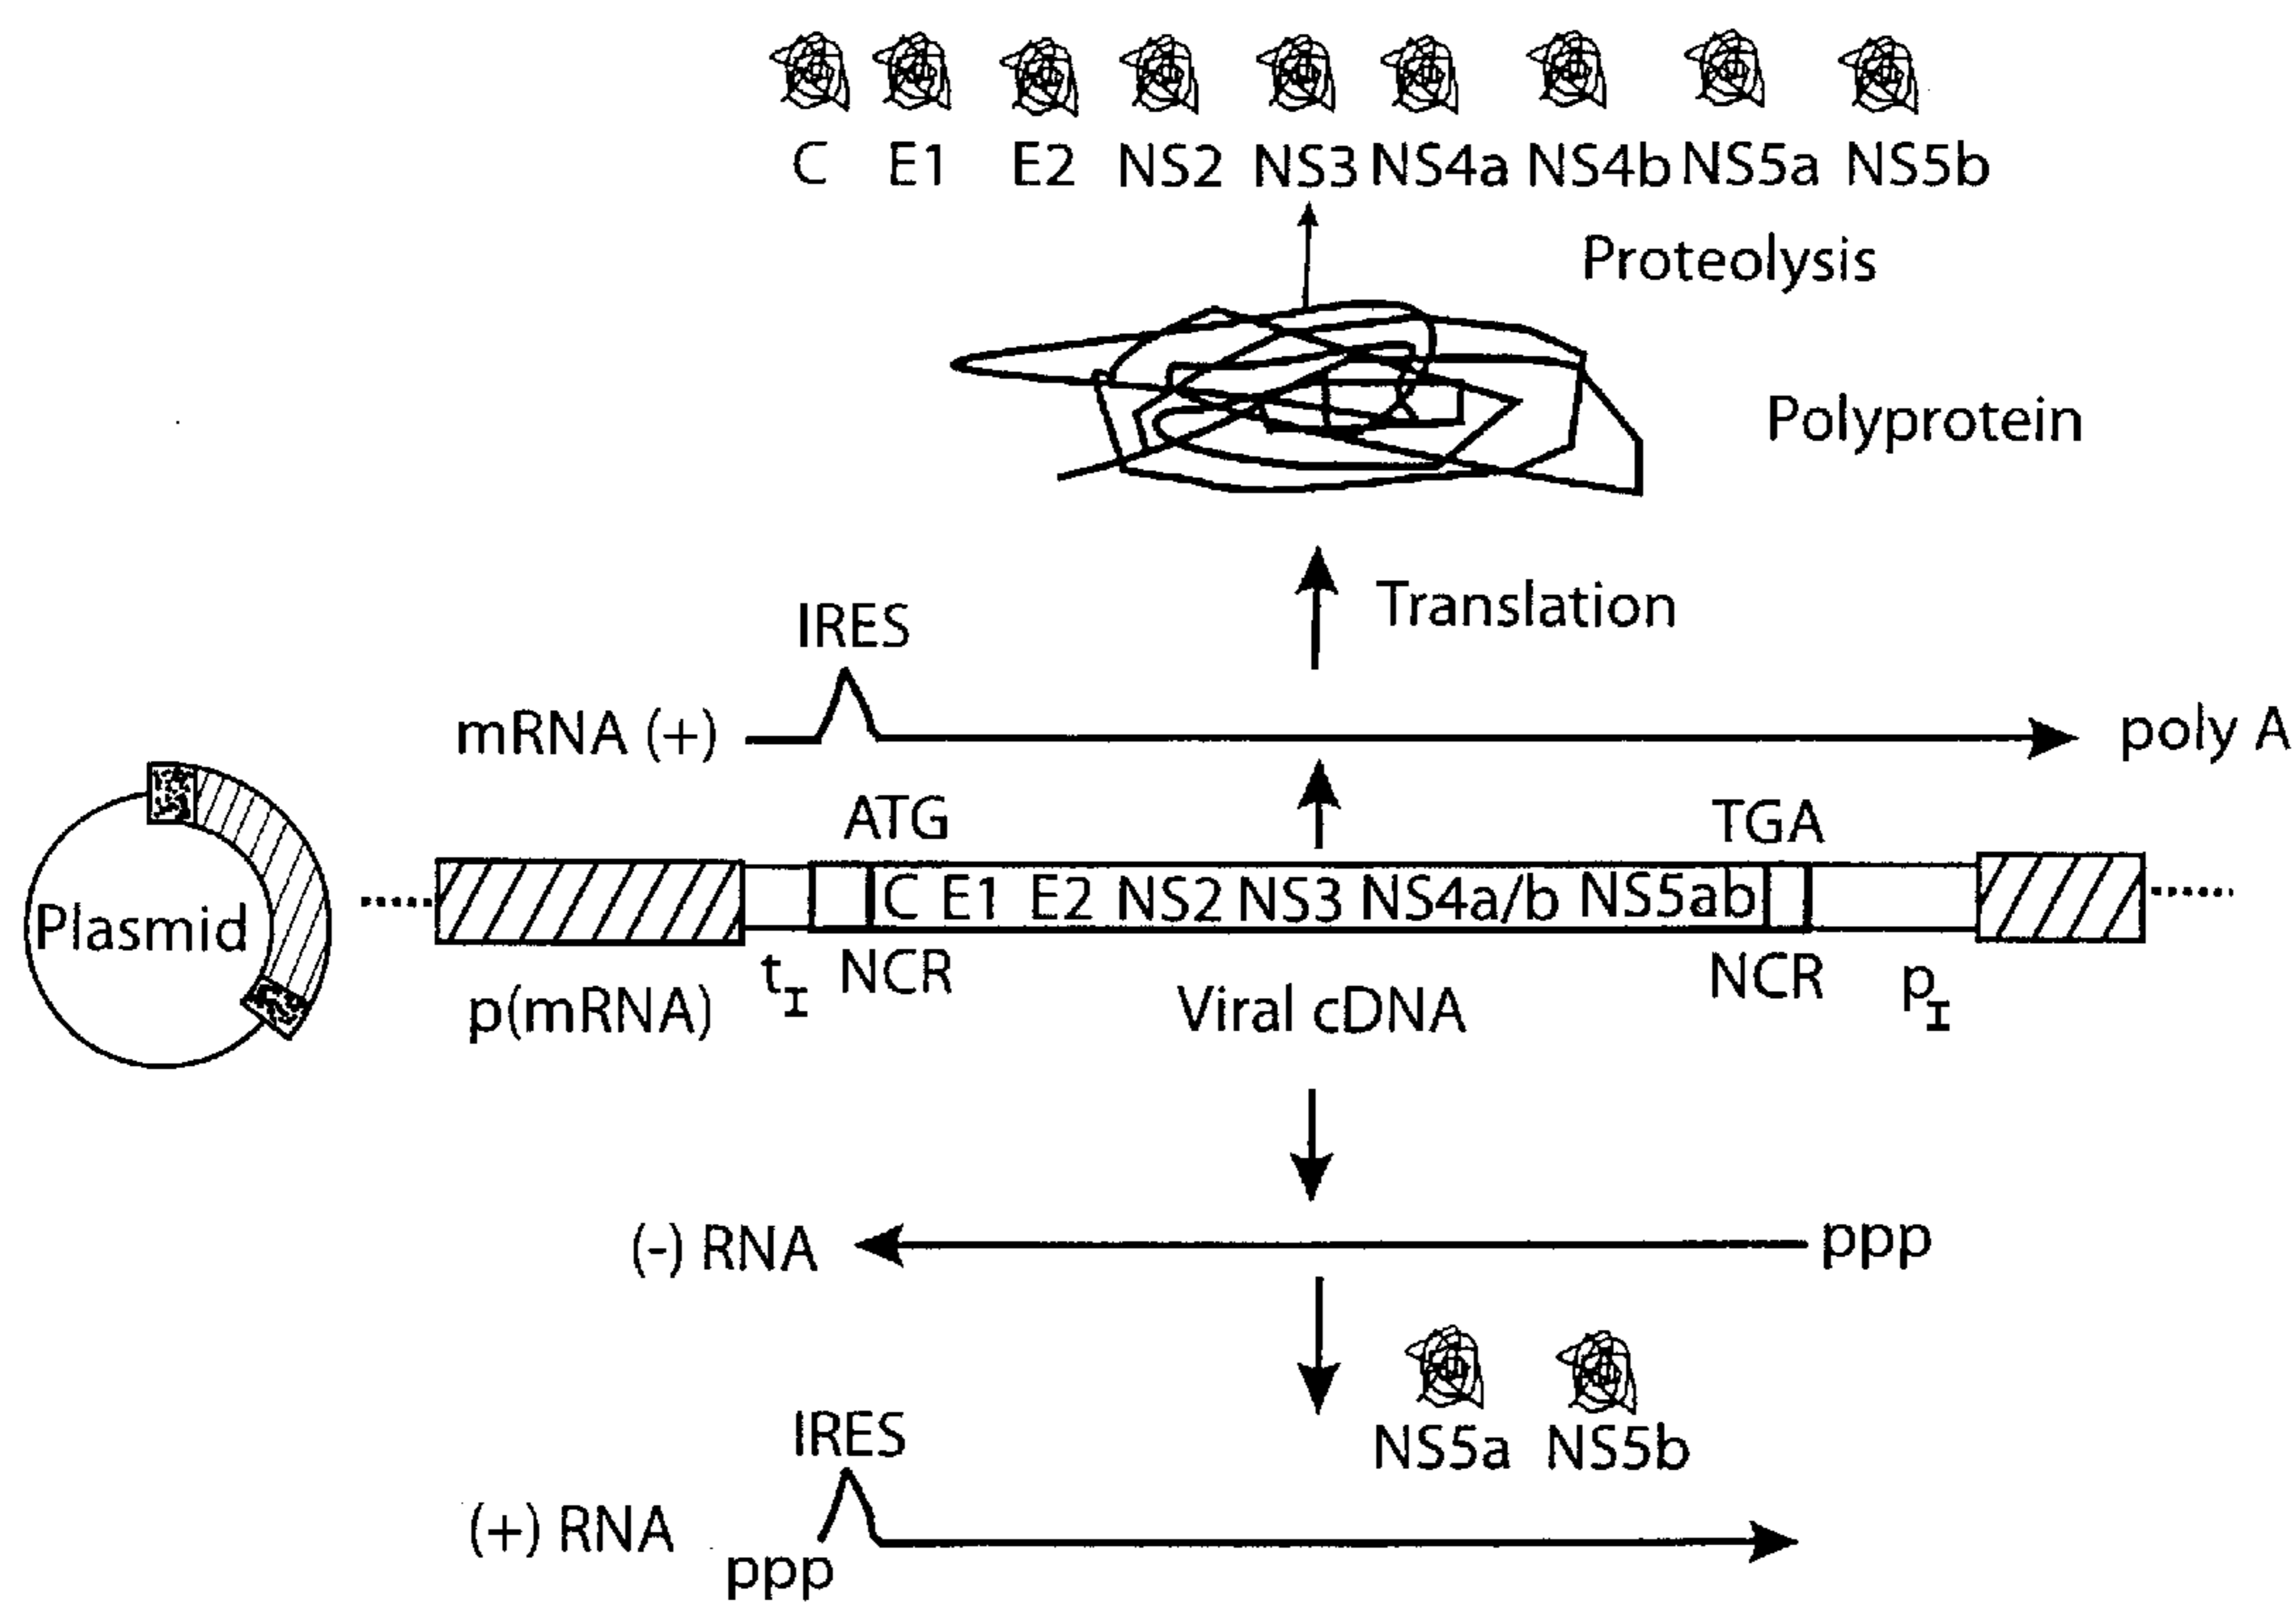 C E1 E2 NS2 NS3 NS4a NS4b NS5a NS5b
Proteolysis
Polyprotein
Translation
IRES
mRNA (+) poly A
ATG TGA
Plasmid
C E1 E2 NS2 NS3 NS4a/b NS5ab
p(mRNA) tI NCR Viral cDNA NCR pI
(-) RNA ppp
NS5a NS5b
IRES
(+) RNA
ppp